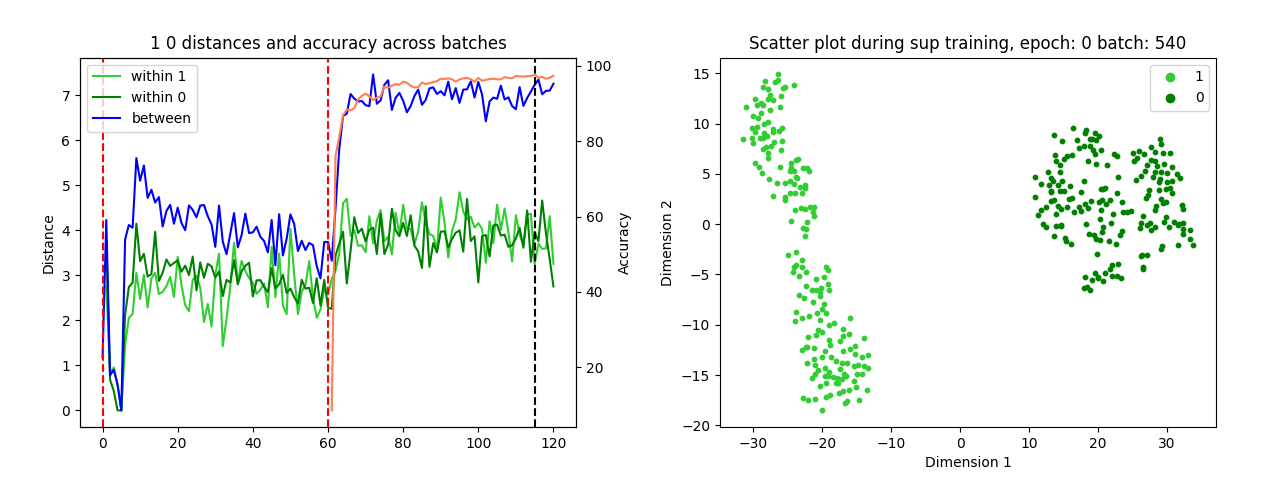 1 0 distances and accuracy across batches
within 1
within 0
between
Distance
7
6
5
4
3
2
1
0
0 20 40 60 80 100 120
Accuracy
100
80
60
40
20
Scatter plot during sup training, epoch: 0 batch: 540
1
0
Dimension 2
15
10
5
0
−5
−10
−15
−20
−30 −20 −10 0 10 20 30
Dimension 1